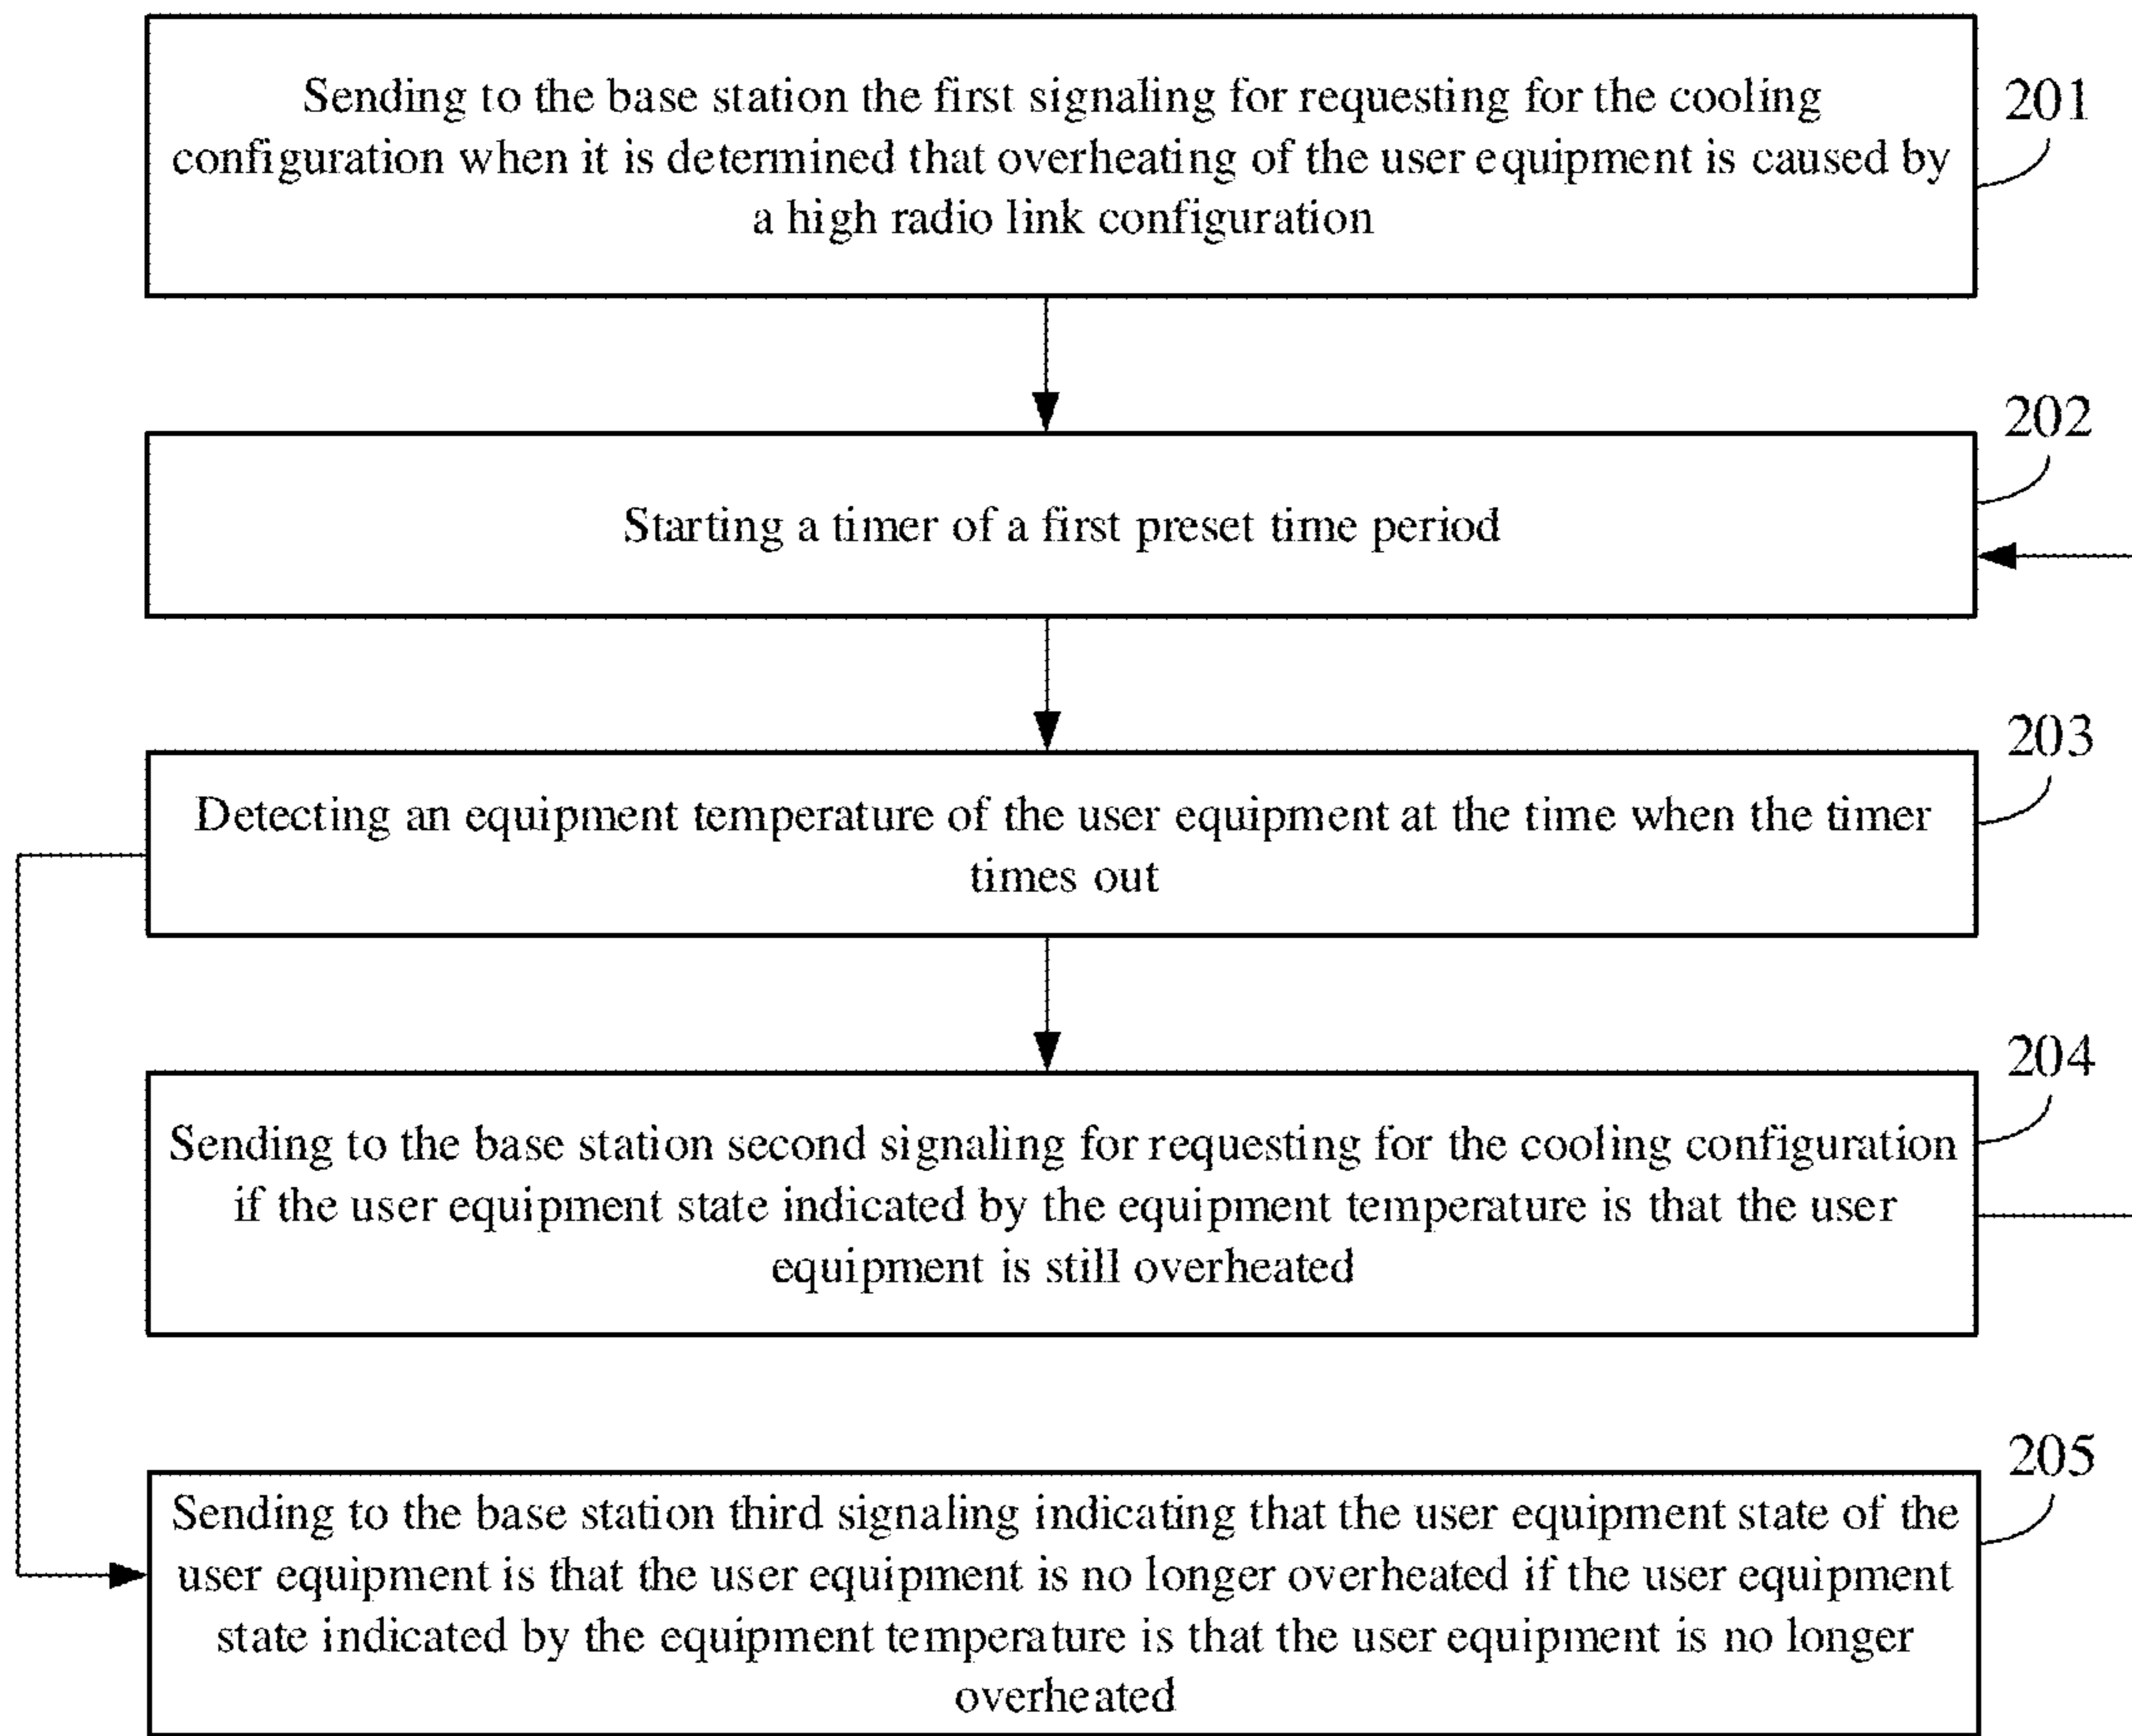 Sending to the base station the first signaling for requesting for the cooling
configuration when it is determined that overheating of the user equipment is caused by
a high radio link configuration
201
202
Starting a timer of a first preset time period
203
Detecting an equipment temperature of the user equipment at the time when the timer
times out
204
Sending to the base station second signaling for requesting for the cooling configuration
if the user equipment state indicated by the equipment temperature is that the user
equipment is still overheated
205
Sending to the base station third signaling indicating that the user equipment state of the
user equipment is that the user equipment is no longer overheated if the user equipment
state indicated by the equipment temperature is that the user equipment is no longer
overheated